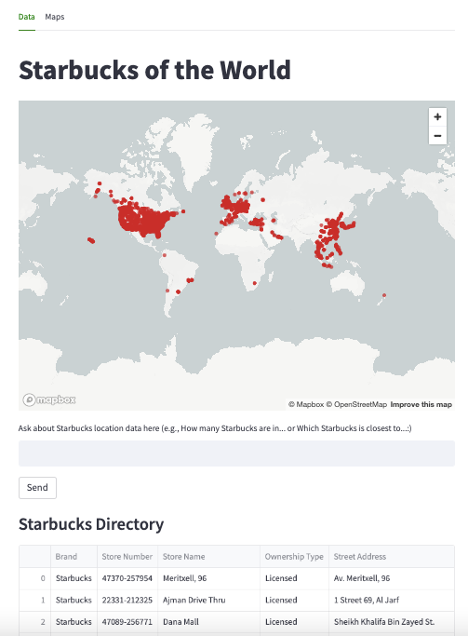 Data Maps
Starbucks of the World
+
−
mapbox
© Mapbox © OpenStreetMap Improve this map
Ask about Starbucks location data here (e.g., How many Starbucks are in... or Which Starbucks is closest to...:)
Send
Starbucks Directory
Brand Store Number Store Name Ownership Type Street Address
0 Starbucks 47370-257954 Meritxell, 96 Licensed Av. Meritxell, 96
1 Starbucks 22331-212325 Ajman Drive Thru Licensed 1 Street 69, Al Jarf
2 Starbucks 47089-256771 Dana Mall Licensed Sheikh Khalifa Bin Zayed St.